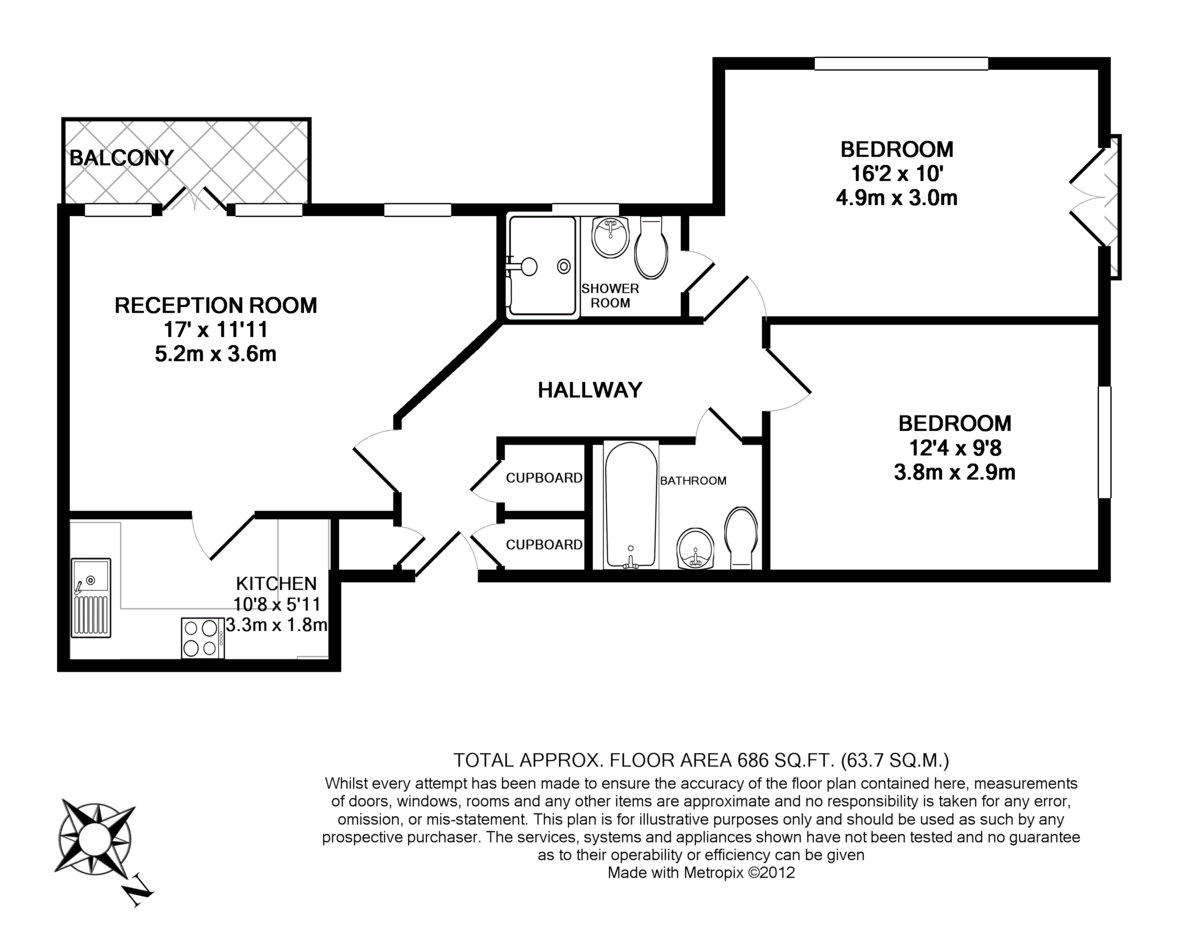 BALCONY
BEDROOM
16'2 x 10'
4.9m x 3.0m
RECEPTION ROOM
17' x 11'11
5.2m x 3.6m
SHOWER
ROOM
HALLWAY
BEDROOM
12'4 x 9'8
3.8m x 2.9m
CUPBOARD
BATHROOM
CUPBOARD
KITCHEN
10'8 x 5'11
3.3m x 1.8m
TOTAL APPROX. FLOOR AREA 686 SQ.FT. (63.7 SQ.M.)
Whilst every attempt has been made to ensure the accuracy of the floor plan contained here, measurements
of doors, windows, rooms and any other items are approximate and no responsibility is taken for any error,
omission, or mis-statement. This plan is for illustrative purposes only and should be used as such by any
prospective purchaser. The services, systems and appliances shown have not been tested and no guarantee
as to their operability or efficiency can be given
Made with Metropix ©2012
N